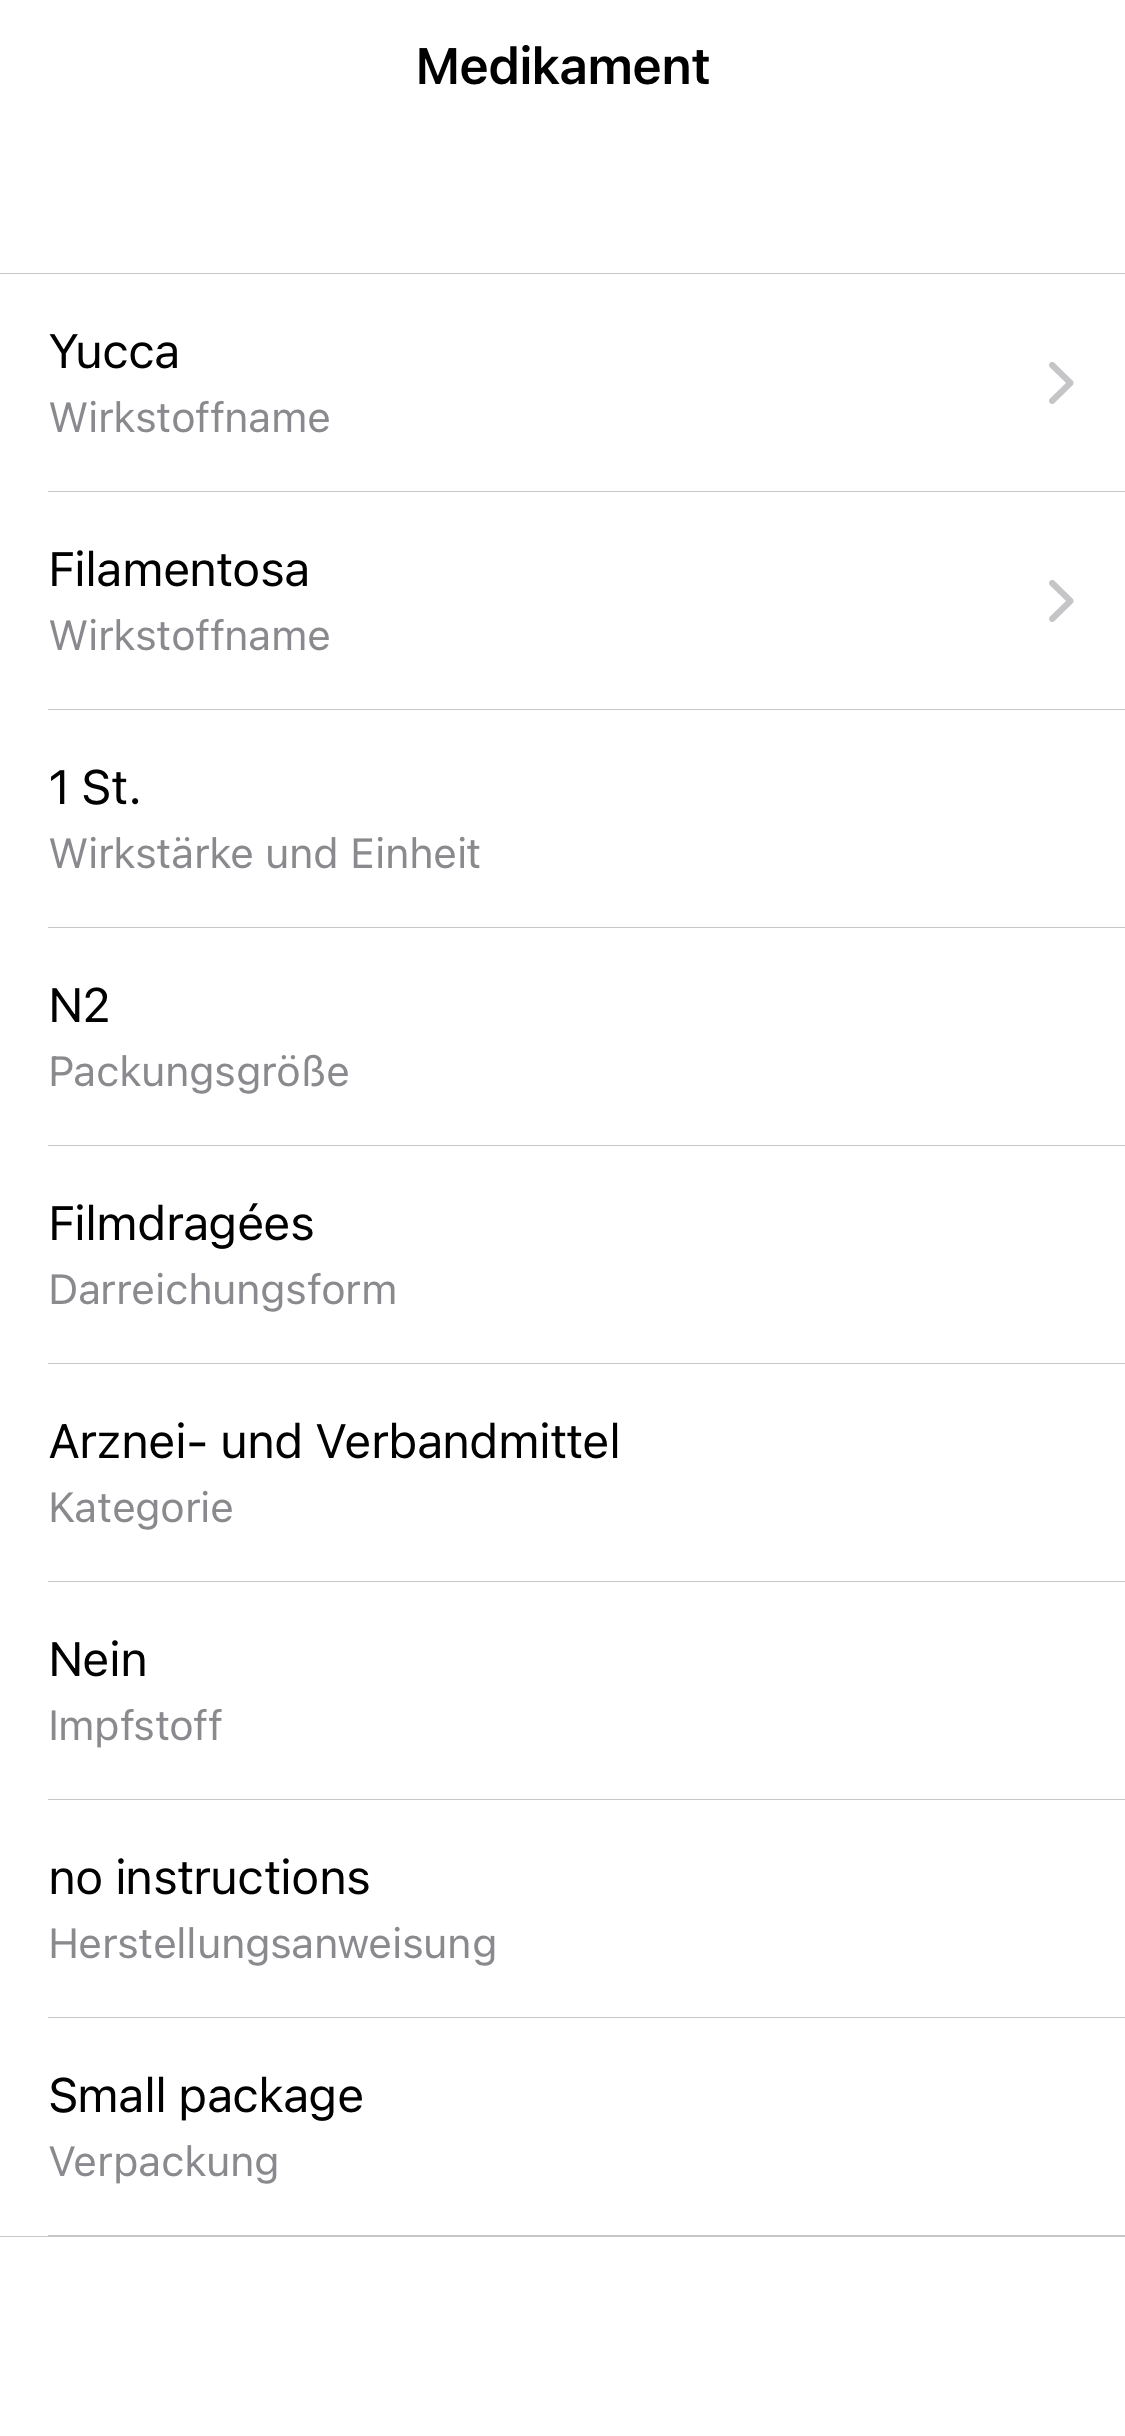 Medikament
Yucca
Wirkstoffname
Filamentosa
Wirkstoffname
1 St.
Wirkstärke und Einheit
N2
Packungsgröße
Filmdragées
Darreichungsform
Arznei- und Verbandmittel
Kategorie
Nein
Impfstoff
no instructions
Herstellungsanweisung
Small package
Verpackung